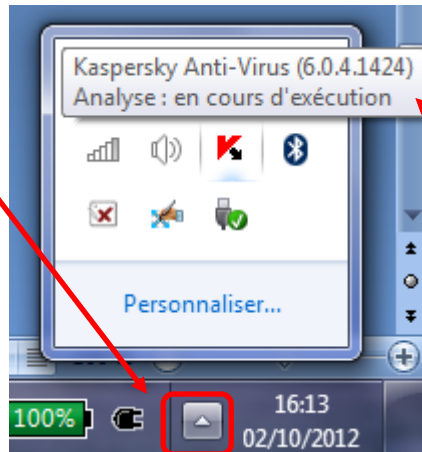 Kaspersky Anti-Virus (6.0.4.1424)
Analyse : en cours d'exécution
Personnaliser...
100%
16:13
02/10/2012